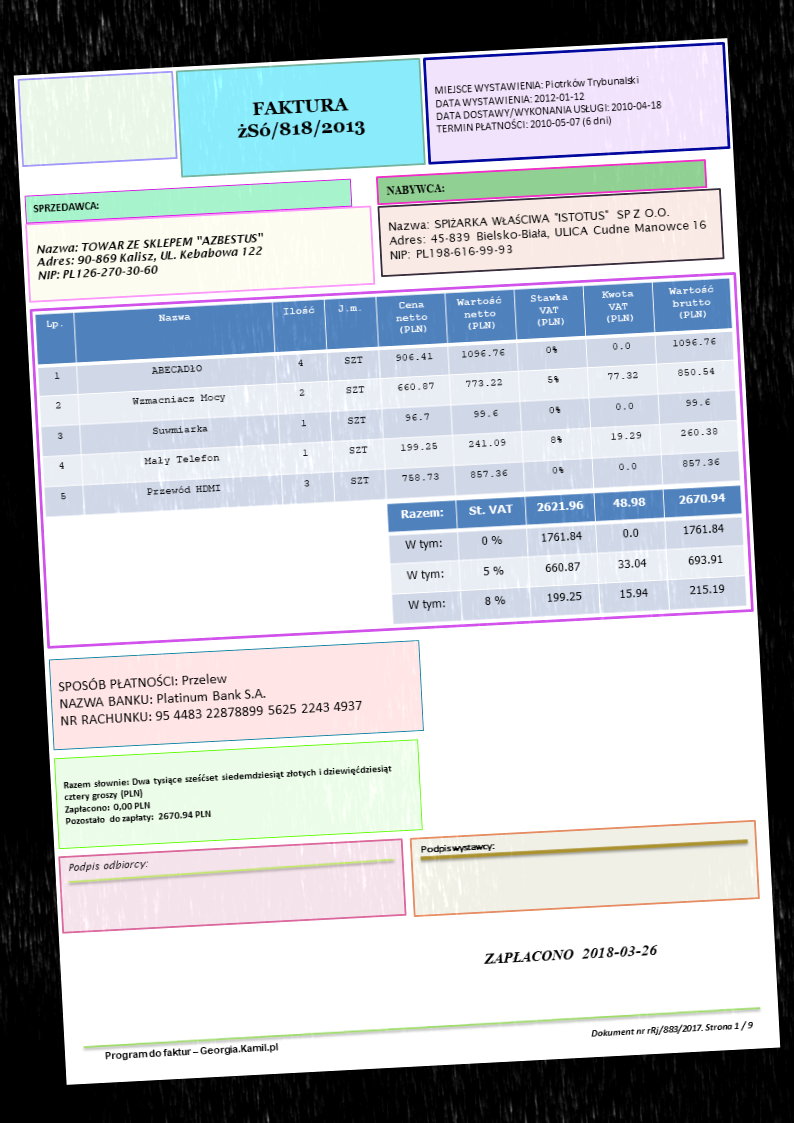 FAKTURA
żSó/818/2013
MIEJSCE WYSTAWIENIA: Piotrków Trybunalski
DATA WYSTAWIENIA: 2012-01-12
DATA DOSTAWY/WYKONANIA USŁUGI: 2010-04-18
TERMIN PŁATNOŚCI: 2010-05-07 (6 dni)
SPRZEDAWCA:
Nazwa: TOWAR ZE SKLEPEM "AZBESTUS"
Adres: 90-869 Kalisz, UL. Kebabowa 122
NIP: PL126-270-30-60
NABYWCA:
Nazwa: SPIŻARKA WŁAŚCIWA "ISTOTUS" SP Z O.O.
Adres: 45-839 Bielsko-Biała, ULICA Cudne Manowce 16
NIP: PL198-616-99-93
Lp. Nazwa Ilość J.m. Cena netto (PLN) Wartość netto (PLN) Stawka VAT (PLN) Kwota VAT (PLN) Wartość brutto (PLN)
1 ABECADŁO 4 SZT 906.41 1096.76 0% 0.0 1096.76
2 Wzmacniacz Mocy 2 SZT 660.87 773.22 5% 77.32 850.54
3 Suwmiarka 1 SZT 96.7 99.6 0% 0.0 99.6
4 Mały Telefon 1 SZT 199.25 241.09 8% 19.29 260.38
5 Przewód HDMI 3 SZT 758.73 857.36 0% 0.0 857.36
Razem: St. VAT 2621.96 48.98 2670.94
W tym: 0 % 1761.84 0.0 1761.84
W tym: 5 % 660.87 33.04 693.91
W tym: 8 % 199.25 15.94 215.19
SPOSÓB PŁATNOŚCI: Przelew
NAZWA BANKU: Platinum Bank S.A.
NR RACHUNKU: 95 4483 22878899 5625 2243 4937
Razem słownie: Dwa tysiące sześćset siedemdziesiąt złotych i dziewięćdziesiąt
cztery groszy (PLN)
Zapłacono: 0,00 PLN
Pozostało do zapłaty: 2670.94 PLN
Podpis odbiorcy:
Podpis wystawcy:
ZAPŁACONO 2018-03-26
Program do faktur – Georgia.Kamil.pl
Dokument nr rRj/883/2017. Strona 1 / 9